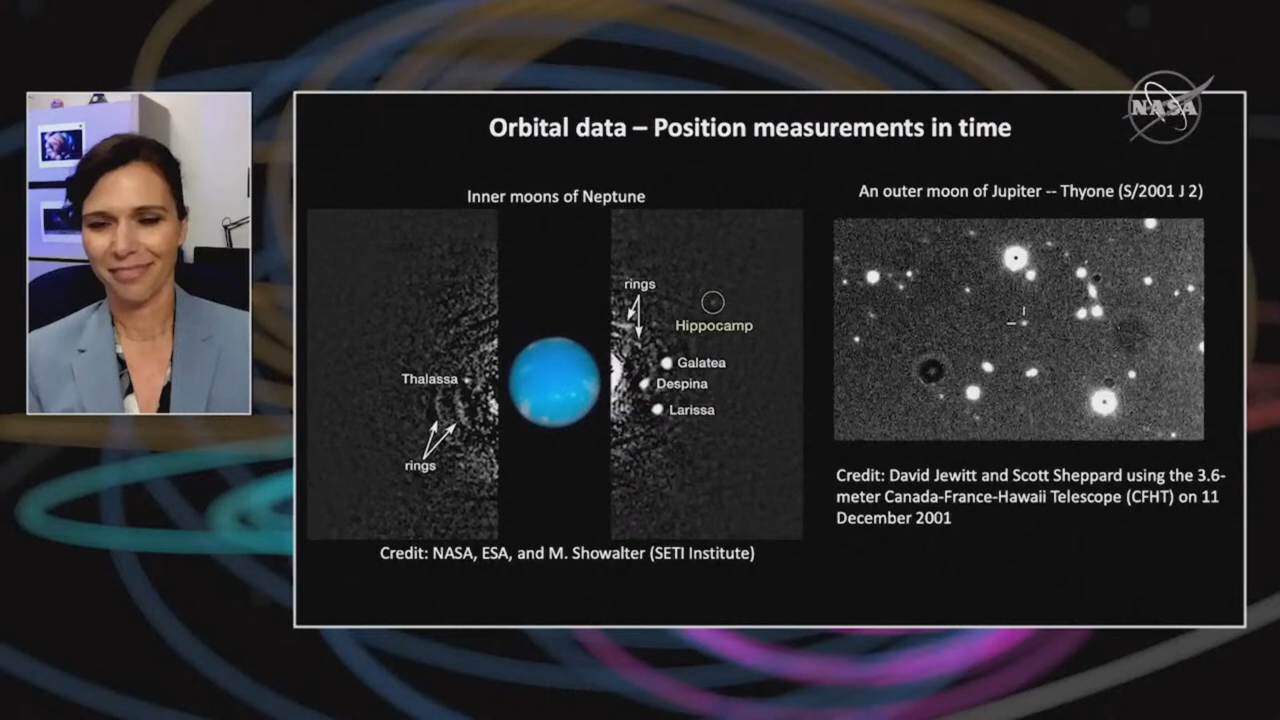 NASA
Orbital data – Position measurements in time
Inner moons of Neptune
An outer moon of Jupiter -- Thyone (S/2001 J 2)
rings
Hippocamp
Galatea
Thalassa
Despina
Larissa
rings
Credit: NASA, ESA, and M. Showalter (SETI Institute)
Credit: David Jewitt and Scott Sheppard using the 3.6-
meter Canada-France-Hawaii Telescope (CFHT) on 11
December 2001